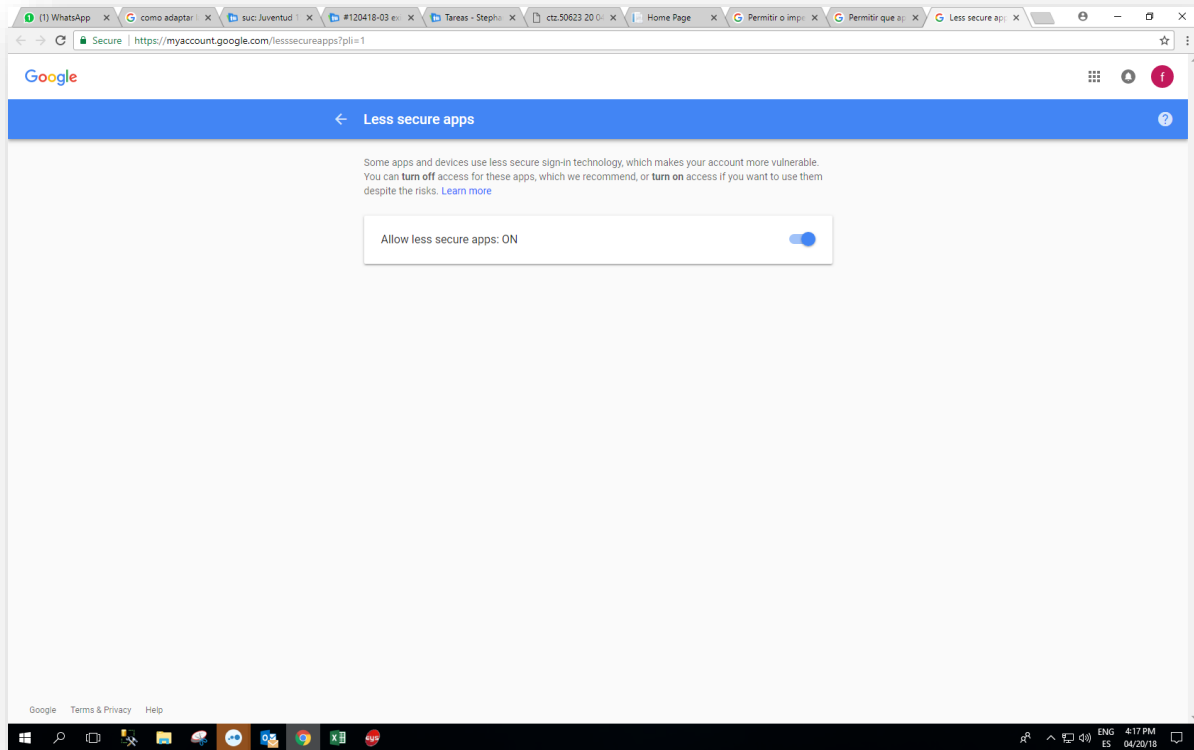 1 (1) WhatsApp
como adaptar
suc: Juventud 1
#120418-03 ex
Tareas - Stepha
ctz.50623 20 0
Home Page
Permitir o impe
Permitir que ap
Less secure app
Secure https://myaccount.google.com/lesssecureapps?pli=1
Google
f
Less secure apps
?
Some apps and devices use less secure sign-in technology, which makes your account more vulnerable.
You can turn off access for these apps, which we recommend, or turn on access if you want to use them
despite the risks. Learn more
Allow less secure apps: ON
Google Terms & Privacy Help
sys
ENG 4:17 PM
ES 04/20/18